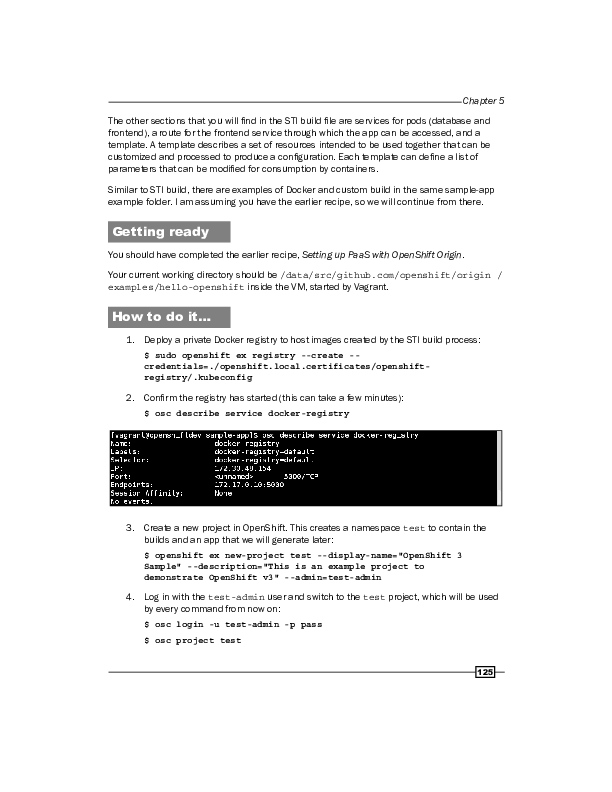 Chapter 5
The other sections that you will find in the STI build file are services for pods (database and
frontend), a route for the frontend service through which the app can be accessed, and a
template. A template describes a set of resources intended to be used together that can be
customized and processed to produce a configuration. Each template can define a list of
parameters that can be modified for consumption by containers.
Similar to STI build, there are examples of Docker and custom build in the same sample-app
example folder. I am assuming you have the earlier recipe, so we will continue from there.
Getting ready
You should have completed the earlier recipe, Setting up PaaS with OpenShift Origin.
Your current working directory should be /data/src/github.com/openshift/origin /
examples/hello-openshift inside the VM, started by Vagrant.
How to do it…
1. Deploy a private Docker registry to host images created by the STI build process:
$ sudo openshift ex registry --create --
credentials=./openshift.local.certificates/openshift-
registry/.kubeconfig
2. Confirm the registry has started (this can take a few minutes):
$ osc describe service docker-registry
[vagrant@openshiftdev sample-app]$ osc describe service docker-registry
Name: docker-registry
Labels: docker-registry=default
Selector: docker-registry=default
IP: 172.30.48.154
Port: <unnamed> 5000/TCP
Endpoints: 172.17.0.10:5000
Session Affinity: None
No events.
3. Create a new project in OpenShift. This creates a namespace test to contain the
builds and an app that we will generate later:
$ openshift ex new-project test --display-name="OpenShift 3
Sample" --description="This is an example project to
demonstrate OpenShift v3" --admin=test-admin
4. Log in with the test-admin user and switch to the test project, which will be used
by every command from now on:
$ osc login -u test-admin -p pass
$ osc project test
125